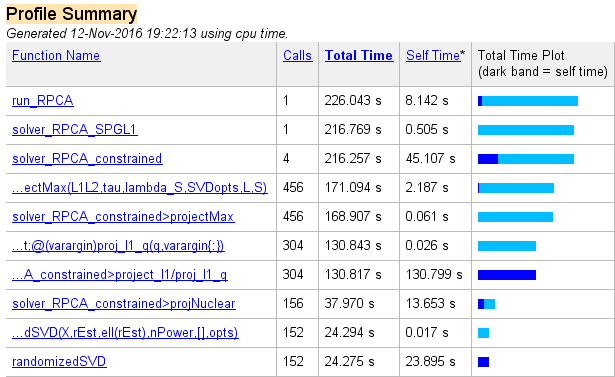 Profile Summary
Generated 12-Nov-2016 19:22:13 using cpu time.
Function Name Calls Total Time Self Time* Total Time Plot
(dark band = self time)
run_RPCA 1 226.043 s 8.142 s
solver_RPCA_SPGL1 1 216.769 s 0.505 s
solver_RPCA_constrained 4 216.257 s 45.107 s
...ectMax(L1L2,tau,lambda_S,SVDopts,L,S) 456 171.094 s 2.187 s
solver_RPCA_constrained>projectMax 456 168.907 s 0.061 s
...t;@(varargin)proj_l1_q(q,varargin{:}) 304 130.843 s 0.026 s
...A_constrained>project_l1/proj_l1_q 304 130.817 s 130.799 s
solver_RPCA_constrained>projNuclear 156 37.970 s 13.653 s
...dSVD(X,rEst,ell(rEst),nPower,[],opts) 152 24.294 s 0.017 s
randomizedSVD 152 24.275 s 23.895 s